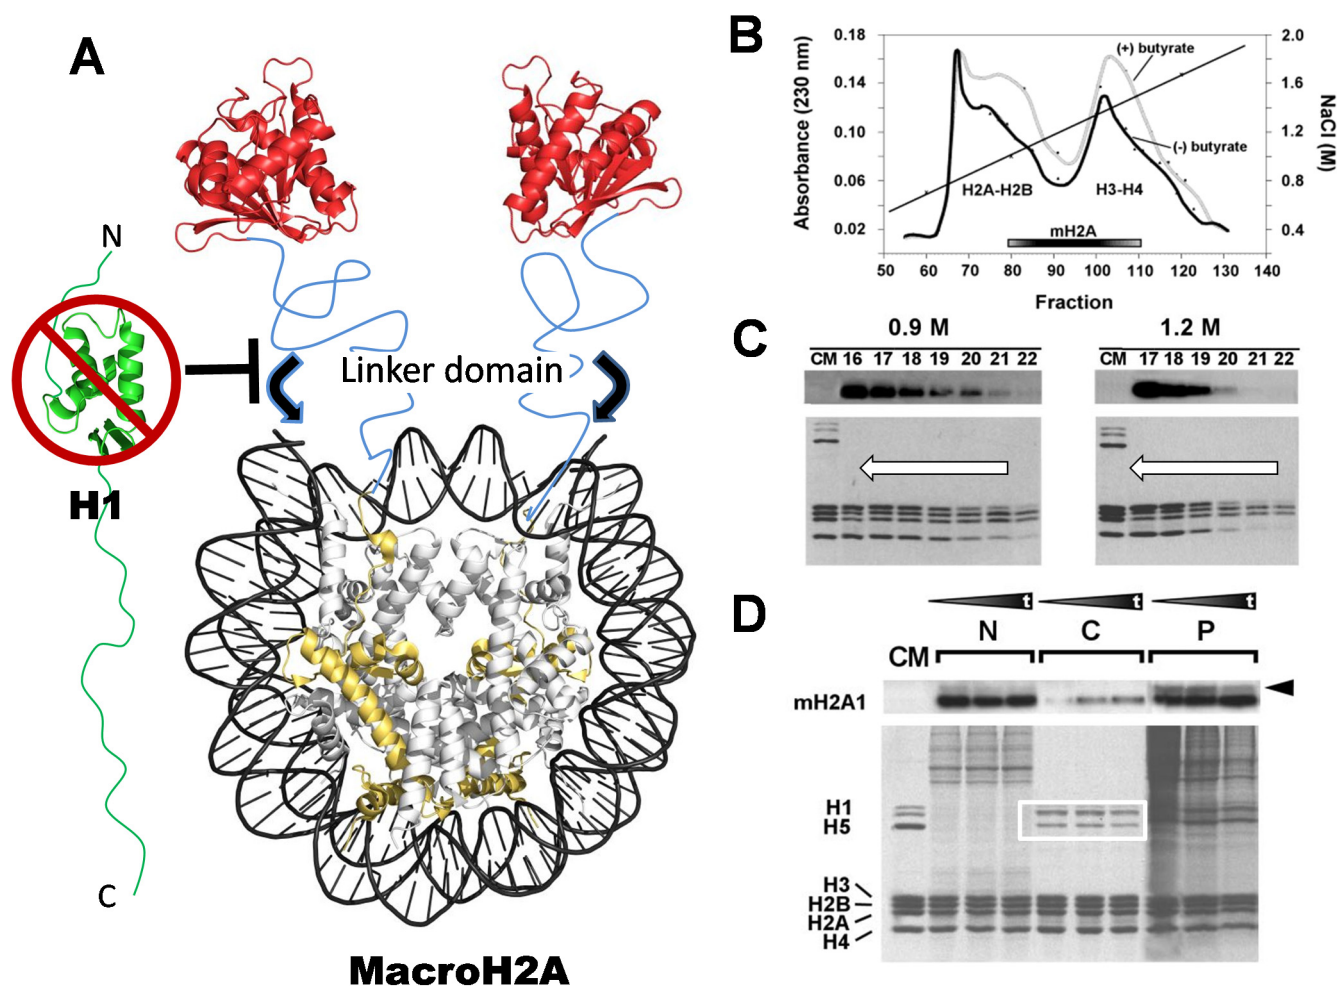 A
N
H1
C
Linker domain
MacroH2A
B
Absorbance (230 nm)
0.18
0.14
0.10
0.06
0.02
2.0
1.6
1.2
0.8
0.4
NaCl (M)
(+) butyrate
(-) butyrate
H2A-H2B
H3-H4
mH2A
50 60 70 80 90 100 110 120 130 140
Fraction
C
0.9 M
CM 16 17 18 19 20 21 22
1.2 M
CM 17 18 19 20 21 22
D
t t t
N C P
CM
mH2A1
H1
H5
H3
H2B
H2A
H4